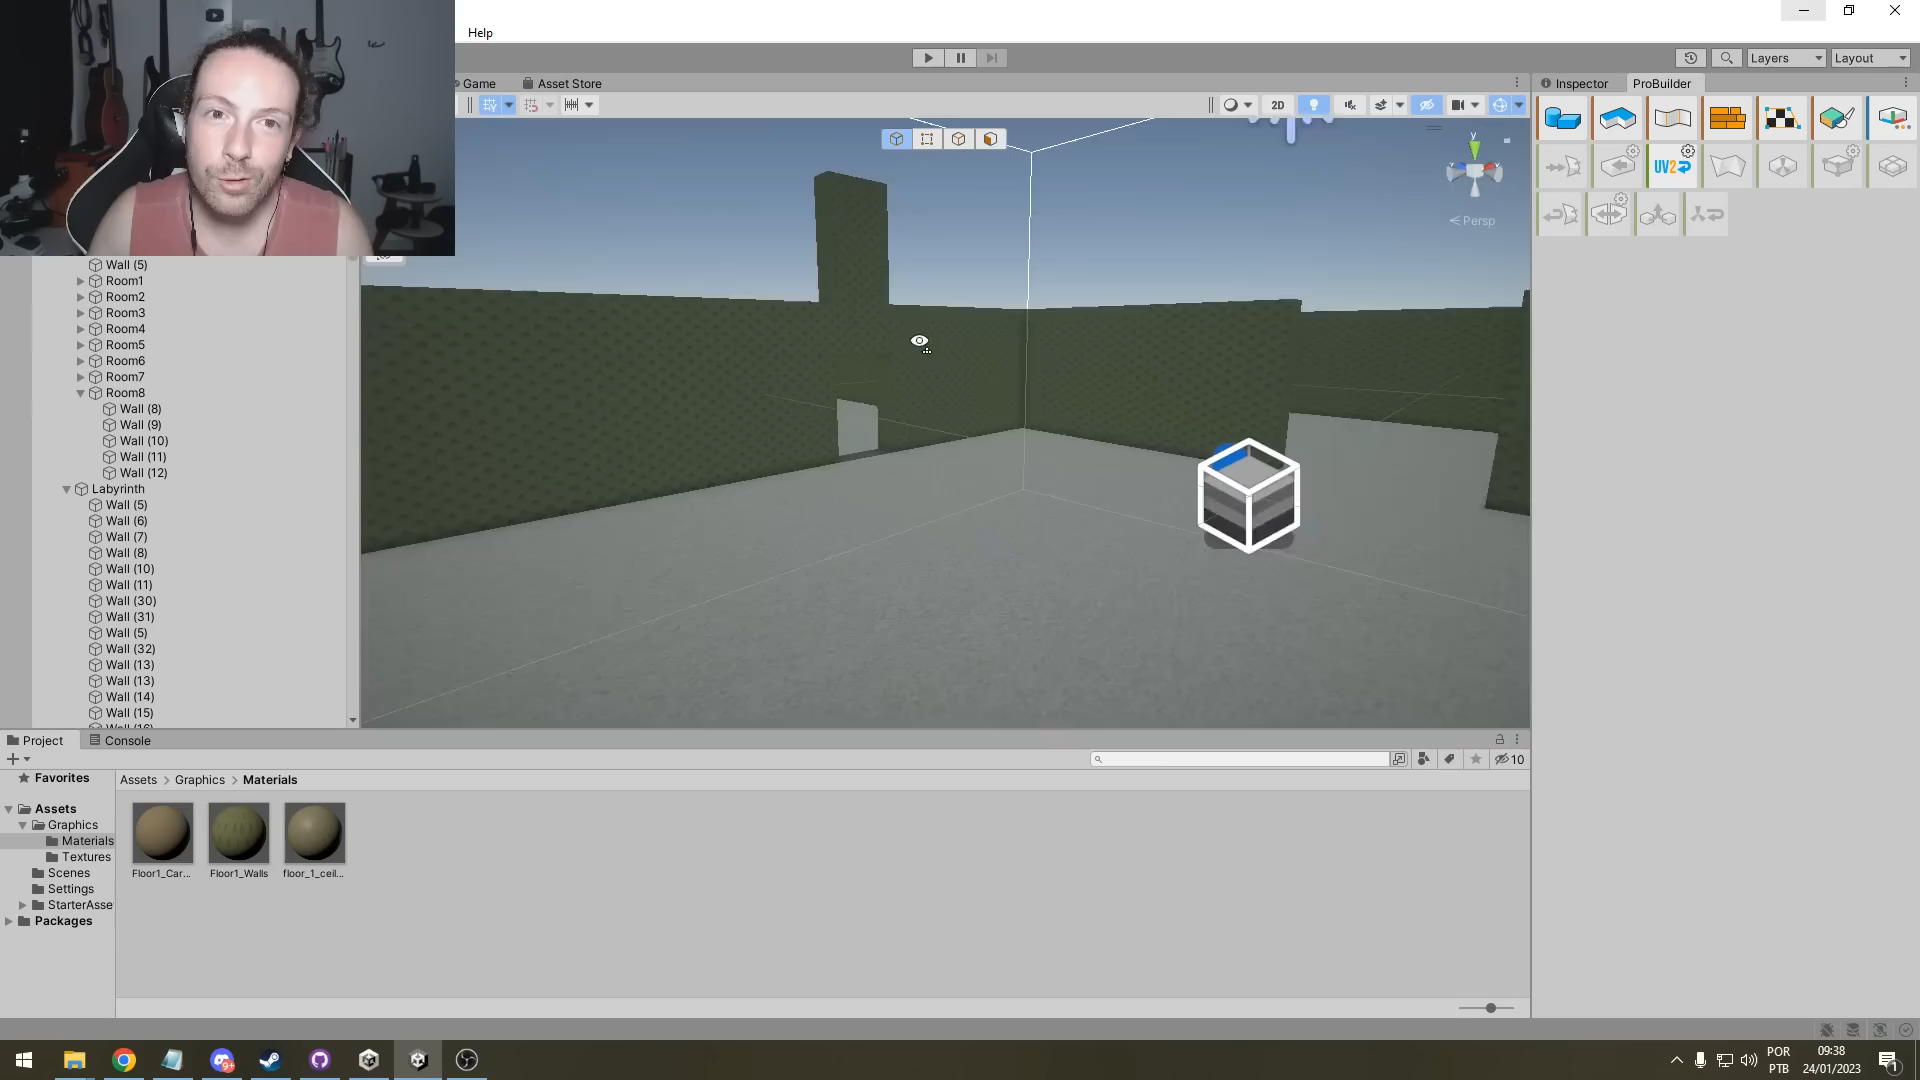 Help
Layers
Layout
Game
Asset Store
Inspector
ProBuilder
2D
UV2
y
Persp
Wall (5)
Room1
Room2
Room3
Room4
Room5
Room6
Room7
Room8
Wall (8)
Wall (9)
Wall (10)
Wall (11)
Wall (12)
Labyrinth
Wall (5)
Wall (6)
Wall (7)
Wall (8)
Wall (10)
Wall (11)
Wall (30)
Wall (31)
Wall (5)
Wall (32)
Wall (13)
Wall (13)
Wall (14)
Wall (15)
Project
Console
10
Favorites
Assets > Graphics > Materials
Assets
Graphics
Materials
Textures
Scenes
Settings
StarterAsse
Packages
Floor1_Car...
Floor1_Walls
floor_1_ceil...
9+
POR
PTB
09:38
24/01/2023
1